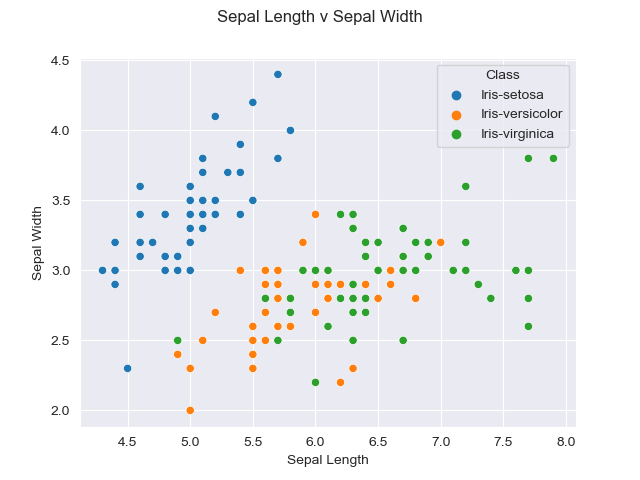 Sepal Length v Sepal Width
Class
Iris-setosa
Iris-versicolor
Iris-virginica
4.5
4.0
3.5
3.0
2.5
2.0
Sepal Width
4.5 5.0 5.5 6.0 6.5 7.0 7.5 8.0
Sepal Length